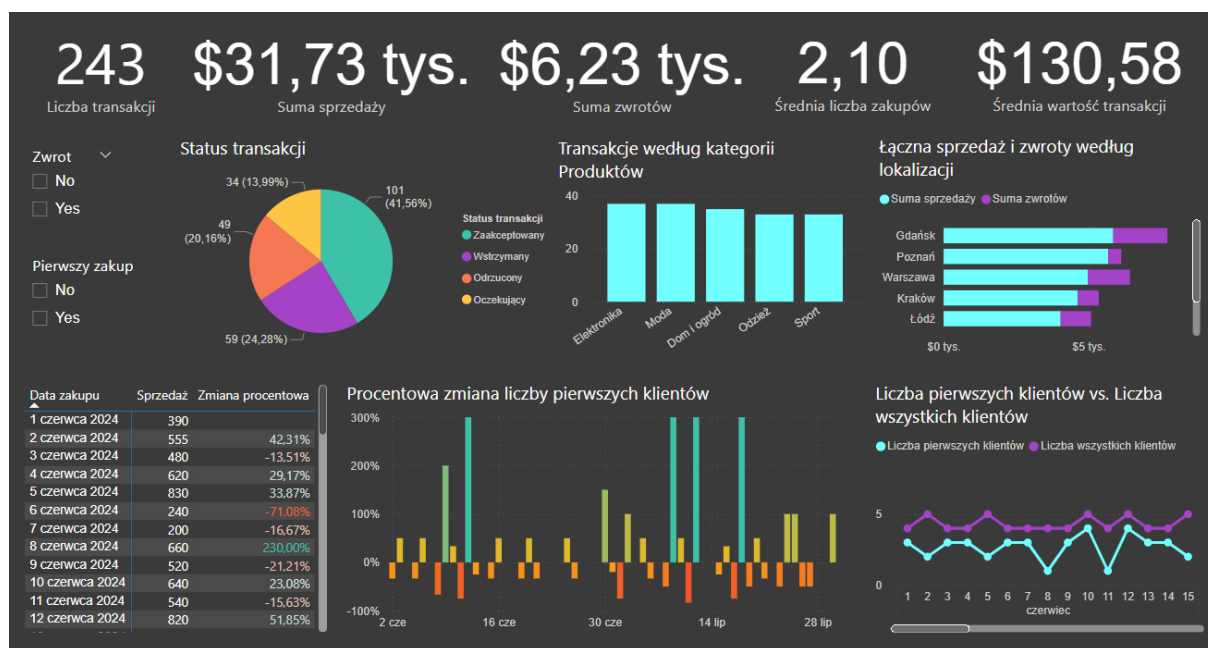 243
Liczba transakcji
$31,73 tys.
Suma sprzedaży
$6,23 tys.
Suma zwrotów
2,10
Średnia liczba zakupów
$130,58
Średnia wartość transakcji
Zwrot
No
Yes
Pierwszy zakup
No
Yes
Status transakcji
34 (13,99%)
101
(41,56%)
49
(20,16%)
59 (24,28%)
Status transakcji
Zaakceptowany
Wstrzymany
Odrzucony
Oczekujący
Transakcje według kategorii
Produktów
40
20
0
Elektronika
Moda
Dom i ogród
Odzież
Sport
Łączna sprzedaż i zwroty według
lokalizacji
Suma sprzedaży Suma zwrotów
Gdańsk
Poznań
Warszawa
Kraków
Łódź
$0 tys. $5 tys.
Data zakupu Sprzedaż Zmiana procentowa
1 czerwca 2024 390
2 czerwca 2024 555 42,31%
3 czerwca 2024 480 -13,51%
4 czerwca 2024 620 29,17%
5 czerwca 2024 830 33,87%
6 czerwca 2024 240 -71,08%
7 czerwca 2024 200 -16,67%
8 czerwca 2024 660 230,00%
9 czerwca 2024 520 -21,21%
10 czerwca 2024 640 23,08%
11 czerwca 2024 540 -15,63%
12 czerwca 2024 820 51,85%
Procentowa zmiana liczby pierwszych klientów
300%
200%
100%
0%
-100%
2 cze 16 cze 30 cze 14 lip 28 lip
Liczba pierwszych klientów vs. Liczba
wszystkich klientów
Liczba pierwszych klientów Liczba wszystkich klientów
5
0
1 2 3 4 5 6 7 8 9 10 11 12 13 14 15
czerwiec